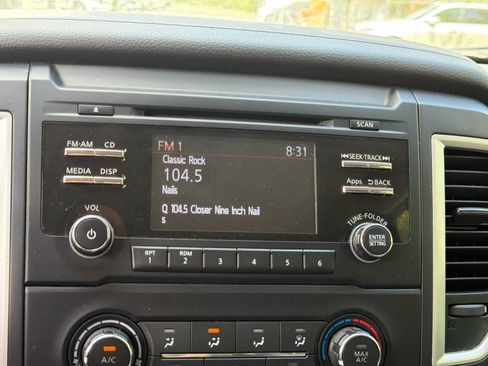 SCAN
FM·AM CD
MEDIA DISP
VOL
FM 1 8:31
Classic Rock
104.5
Nails
Q 104.5 Closer Nine Inch Nail
s
SEEK·TRACK
Apps BACK
TUNE·FOLDER
ENTER
SETTING
RPT
1
RDM
2
3
4
5
6
A/C
MAX
A/C